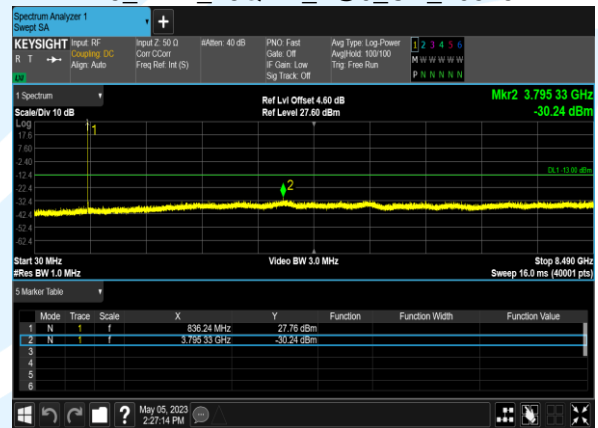 Spectrum Analyzer 1
Swept SA
KEYSIGHT Input: RF Input Z: 50 Ω #Atten: 40 dB PNO: Fast Avg Type: Log-Power 1 2 3 4 5 6
R T Coupling: DC Corr CCorr Gate: Off Avg|Hold: 100/100 M W W W W W
Align: Auto Freq Ref: Int (S) IF Gain: Low Trig: Free Run P N N N N N
LW Sig Track: Off
1 Spectrum Ref Lvl Offset 4.60 dB Mkr2 3.795 33 GHz
Scale/Div 10 dB Ref Level 27.60 dBm -30.24 dBm
Log
1
17.6
7.60
-2.40
DL1 -13.00 dBm
-12.4
-22.4
2
-32.4
-42.4
-52.4
-62.4
Start 30 MHz Video BW 3.0 MHz Stop 8.490 GHz
#Res BW 1.0 MHz Sweep 16.0 ms (40001 pts)
5 Marker Table
Mode Trace Scale X Y Function Function Width Function Value
1 N 1 f 836.24 MHz 27.76 dBm
2 N 1 f 3.795 33 GHz -30.24 dBm
3
4
5
6
? May 05, 2023
2:27:14 PM